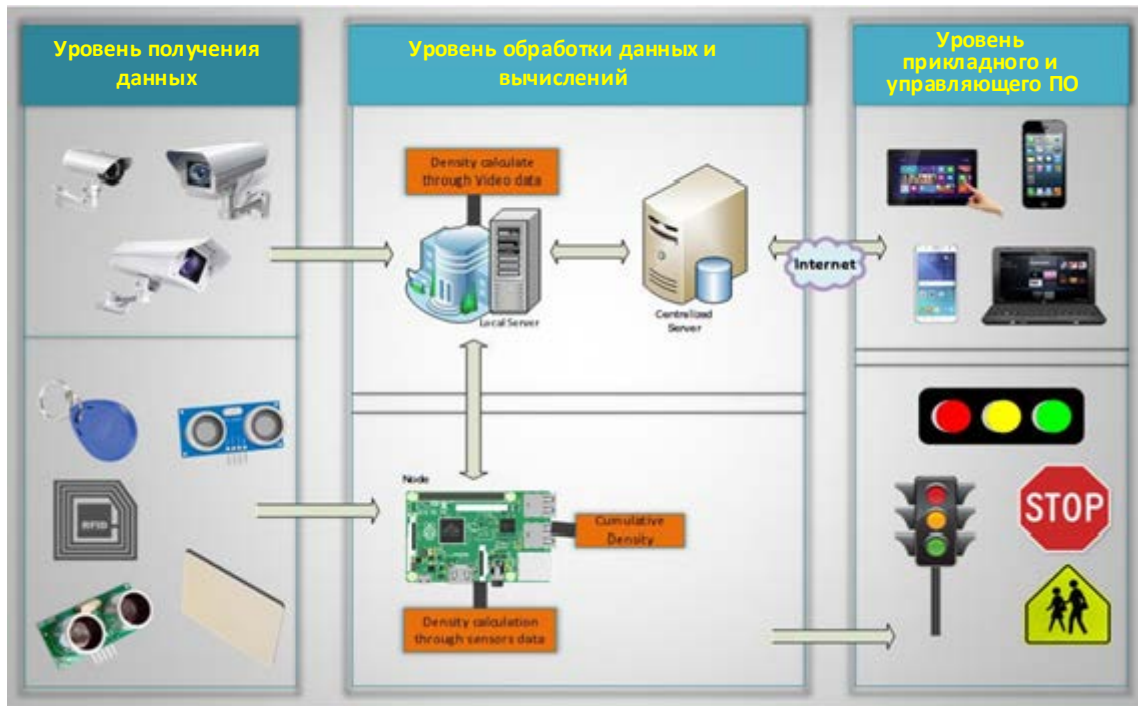 Уровень получения
данных
Уровень обработки данных и
вычислений
Уровень
прикладного и
управляющего ПО
Density calculate
through Video data
Local Server
Centralized
Server
Internet
Node
RFID
Cumulative
Density
Density calculation
through sensors data
STOP